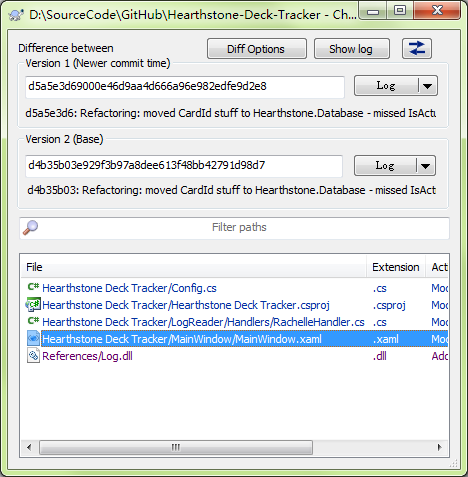 D:\SourceCode\GitHub\Hearthstone-Deck-Tracker - Ch...
Difference between
Diff Options
Show log
Version 1 (Newer commit time)
d5a5e3d69000e46d9aa4d666a96e982edfe9d2e8
Log
d5a5e3d6: Refactoring: moved CardId stuff to Hearthstone.Database - missed IsActu
Version 2 (Base)
d4b35b03e929f3b97a8dee613f48bb42791d98d7
Log
d4b35b03: Refactoring: moved CardId stuff to Hearthstone.Database - missed IsAct
Filter paths
File Extension Act
Hearthstone Deck Tracker/Config.cs .cs Mod
Hearthstone Deck Tracker/Hearthstone Deck Tracker.csproj .csproj Mod
Hearthstone Deck Tracker/LogReader/Handlers/RachelleHandler.cs .cs Mod
Hearthstone Deck Tracker/MainWindow/MainWindow.xaml .xaml Mod
References/Log.dll .dll Add